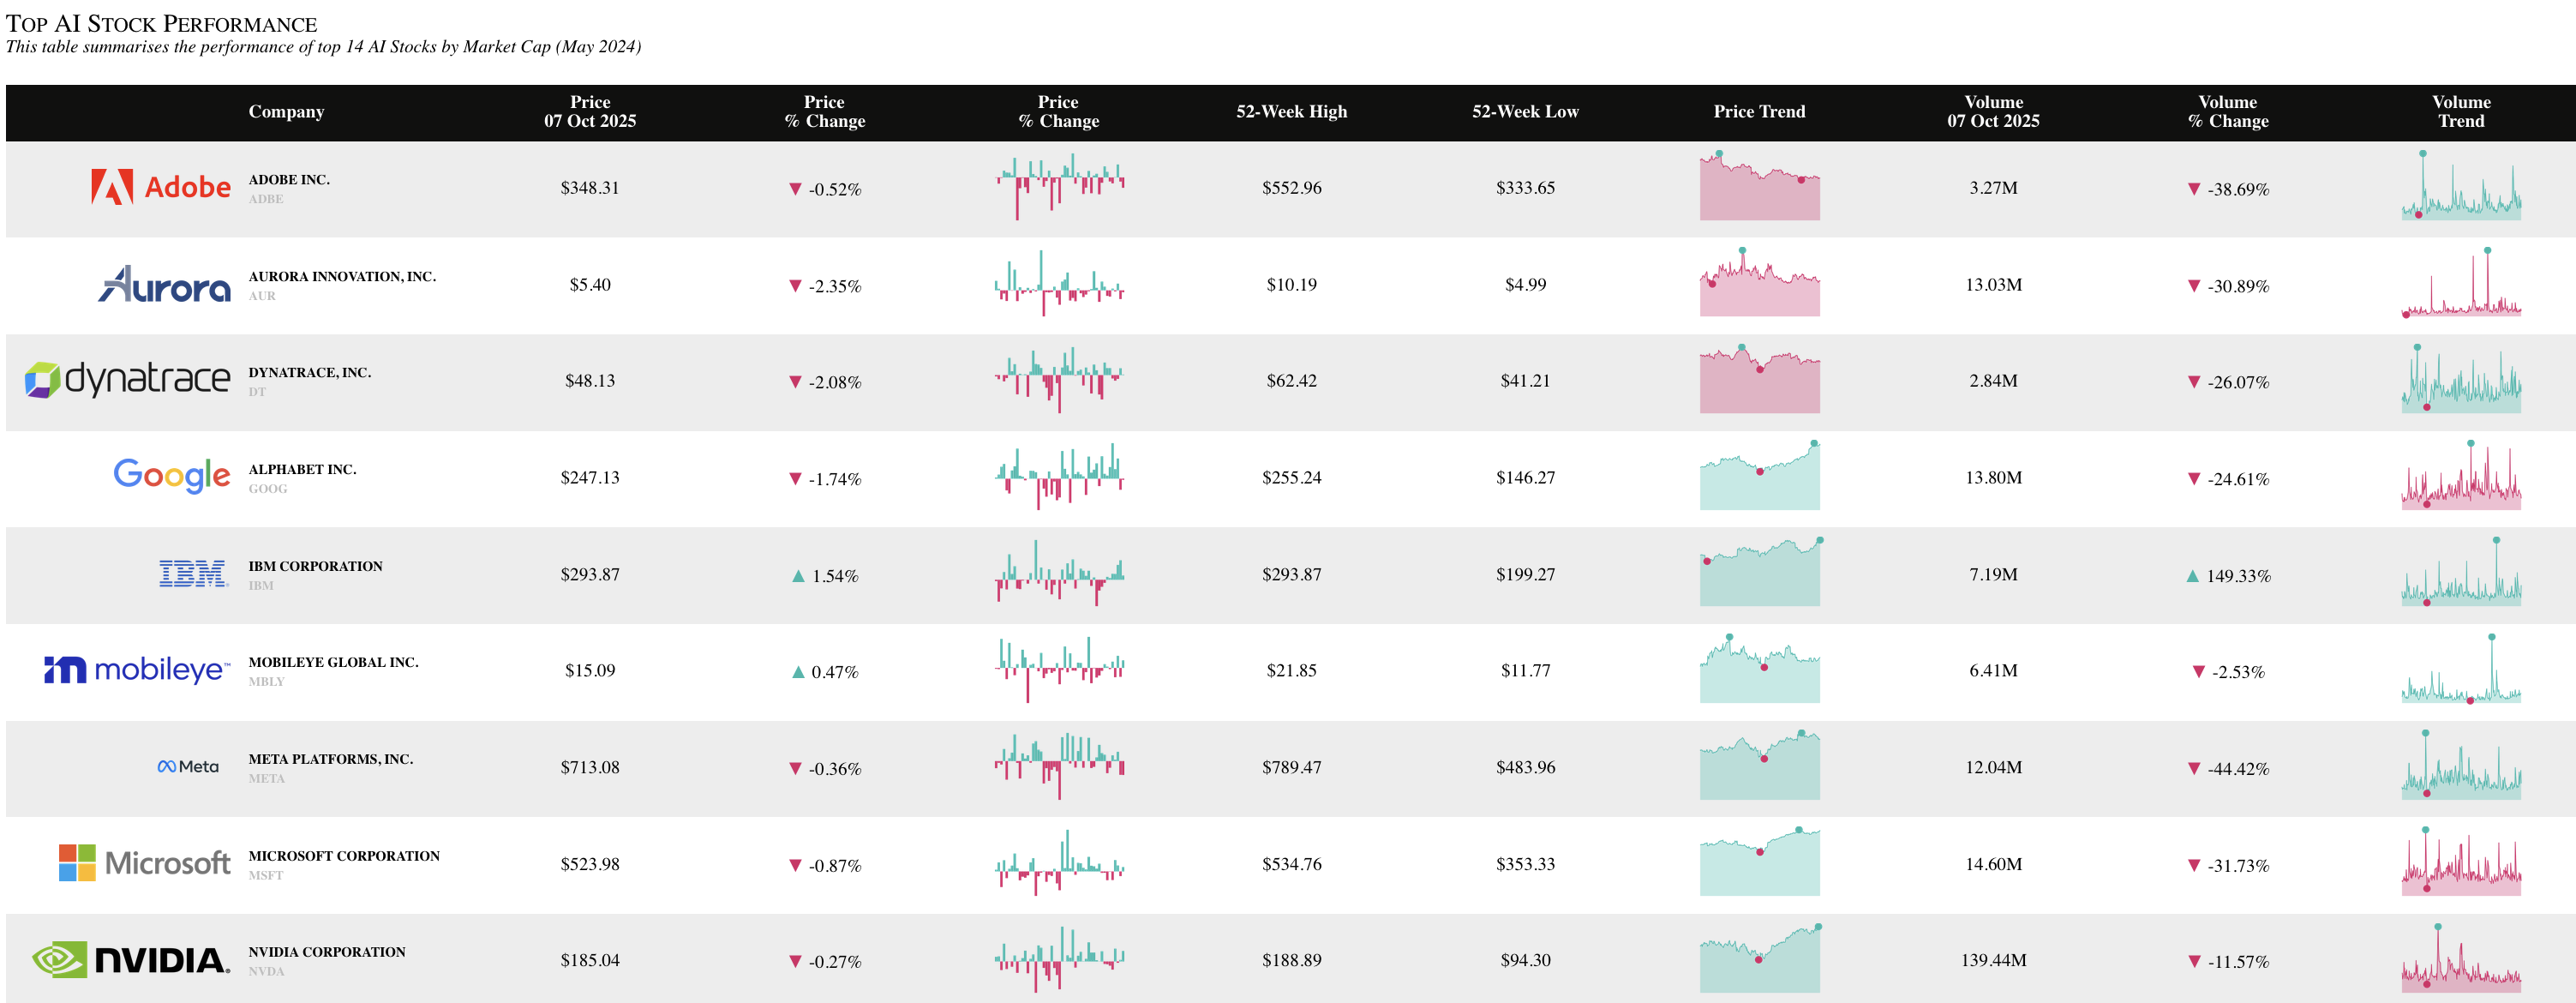 TOP AI STOCK PERFORMANCE
This table summarises the performance of top 14 AI Stocks by Market Cap (May 2024)
Company Price 07 Oct 2025 Price % Change Price % Change 52-Week High 52-Week Low Price Trend Volume 07 Oct 2025 Volume % Change Volume Trend
Adobe ADOBE INC. ADBE $348.31 ▼ -0.52% $552.96 $333.65 3.27M ▼ -38.69%
Aurora AURORA INNOVATION, INC. AUR $5.40 ▼ -2.35% $10.19 $4.99 13.03M ▼ -30.89%
dynatrace DYNATRACE, INC. DT $48.13 ▼ -2.08% $62.42 $41.21 2.84M ▼ -26.07%
Google ALPHABET INC. GOOG $247.13 ▼ -1.74% $255.24 $146.27 13.80M ▼ -24.61%
IBM IBM CORPORATION IBM $293.87 ▲ 1.54% $293.87 $199.27 7.19M ▲ 149.33%
mobileye™ MOBILEYE GLOBAL INC. MBLY $15.09 ▲ 0.47% $21.85 $11.77 6.41M ▼ -2.53%
Meta META PLATFORMS, INC. META $713.08 ▼ -0.36% $789.47 $483.96 12.04M ▼ -44.42%
Microsoft MICROSOFT CORPORATION MSFT $523.98 ▼ -0.87% $534.76 $353.33 14.60M ▼ -31.73%
NVIDIA. NVIDIA CORPORATION NVDA $185.04 ▼ -0.27% $188.89 $94.30 139.44M ▼ -11.57%